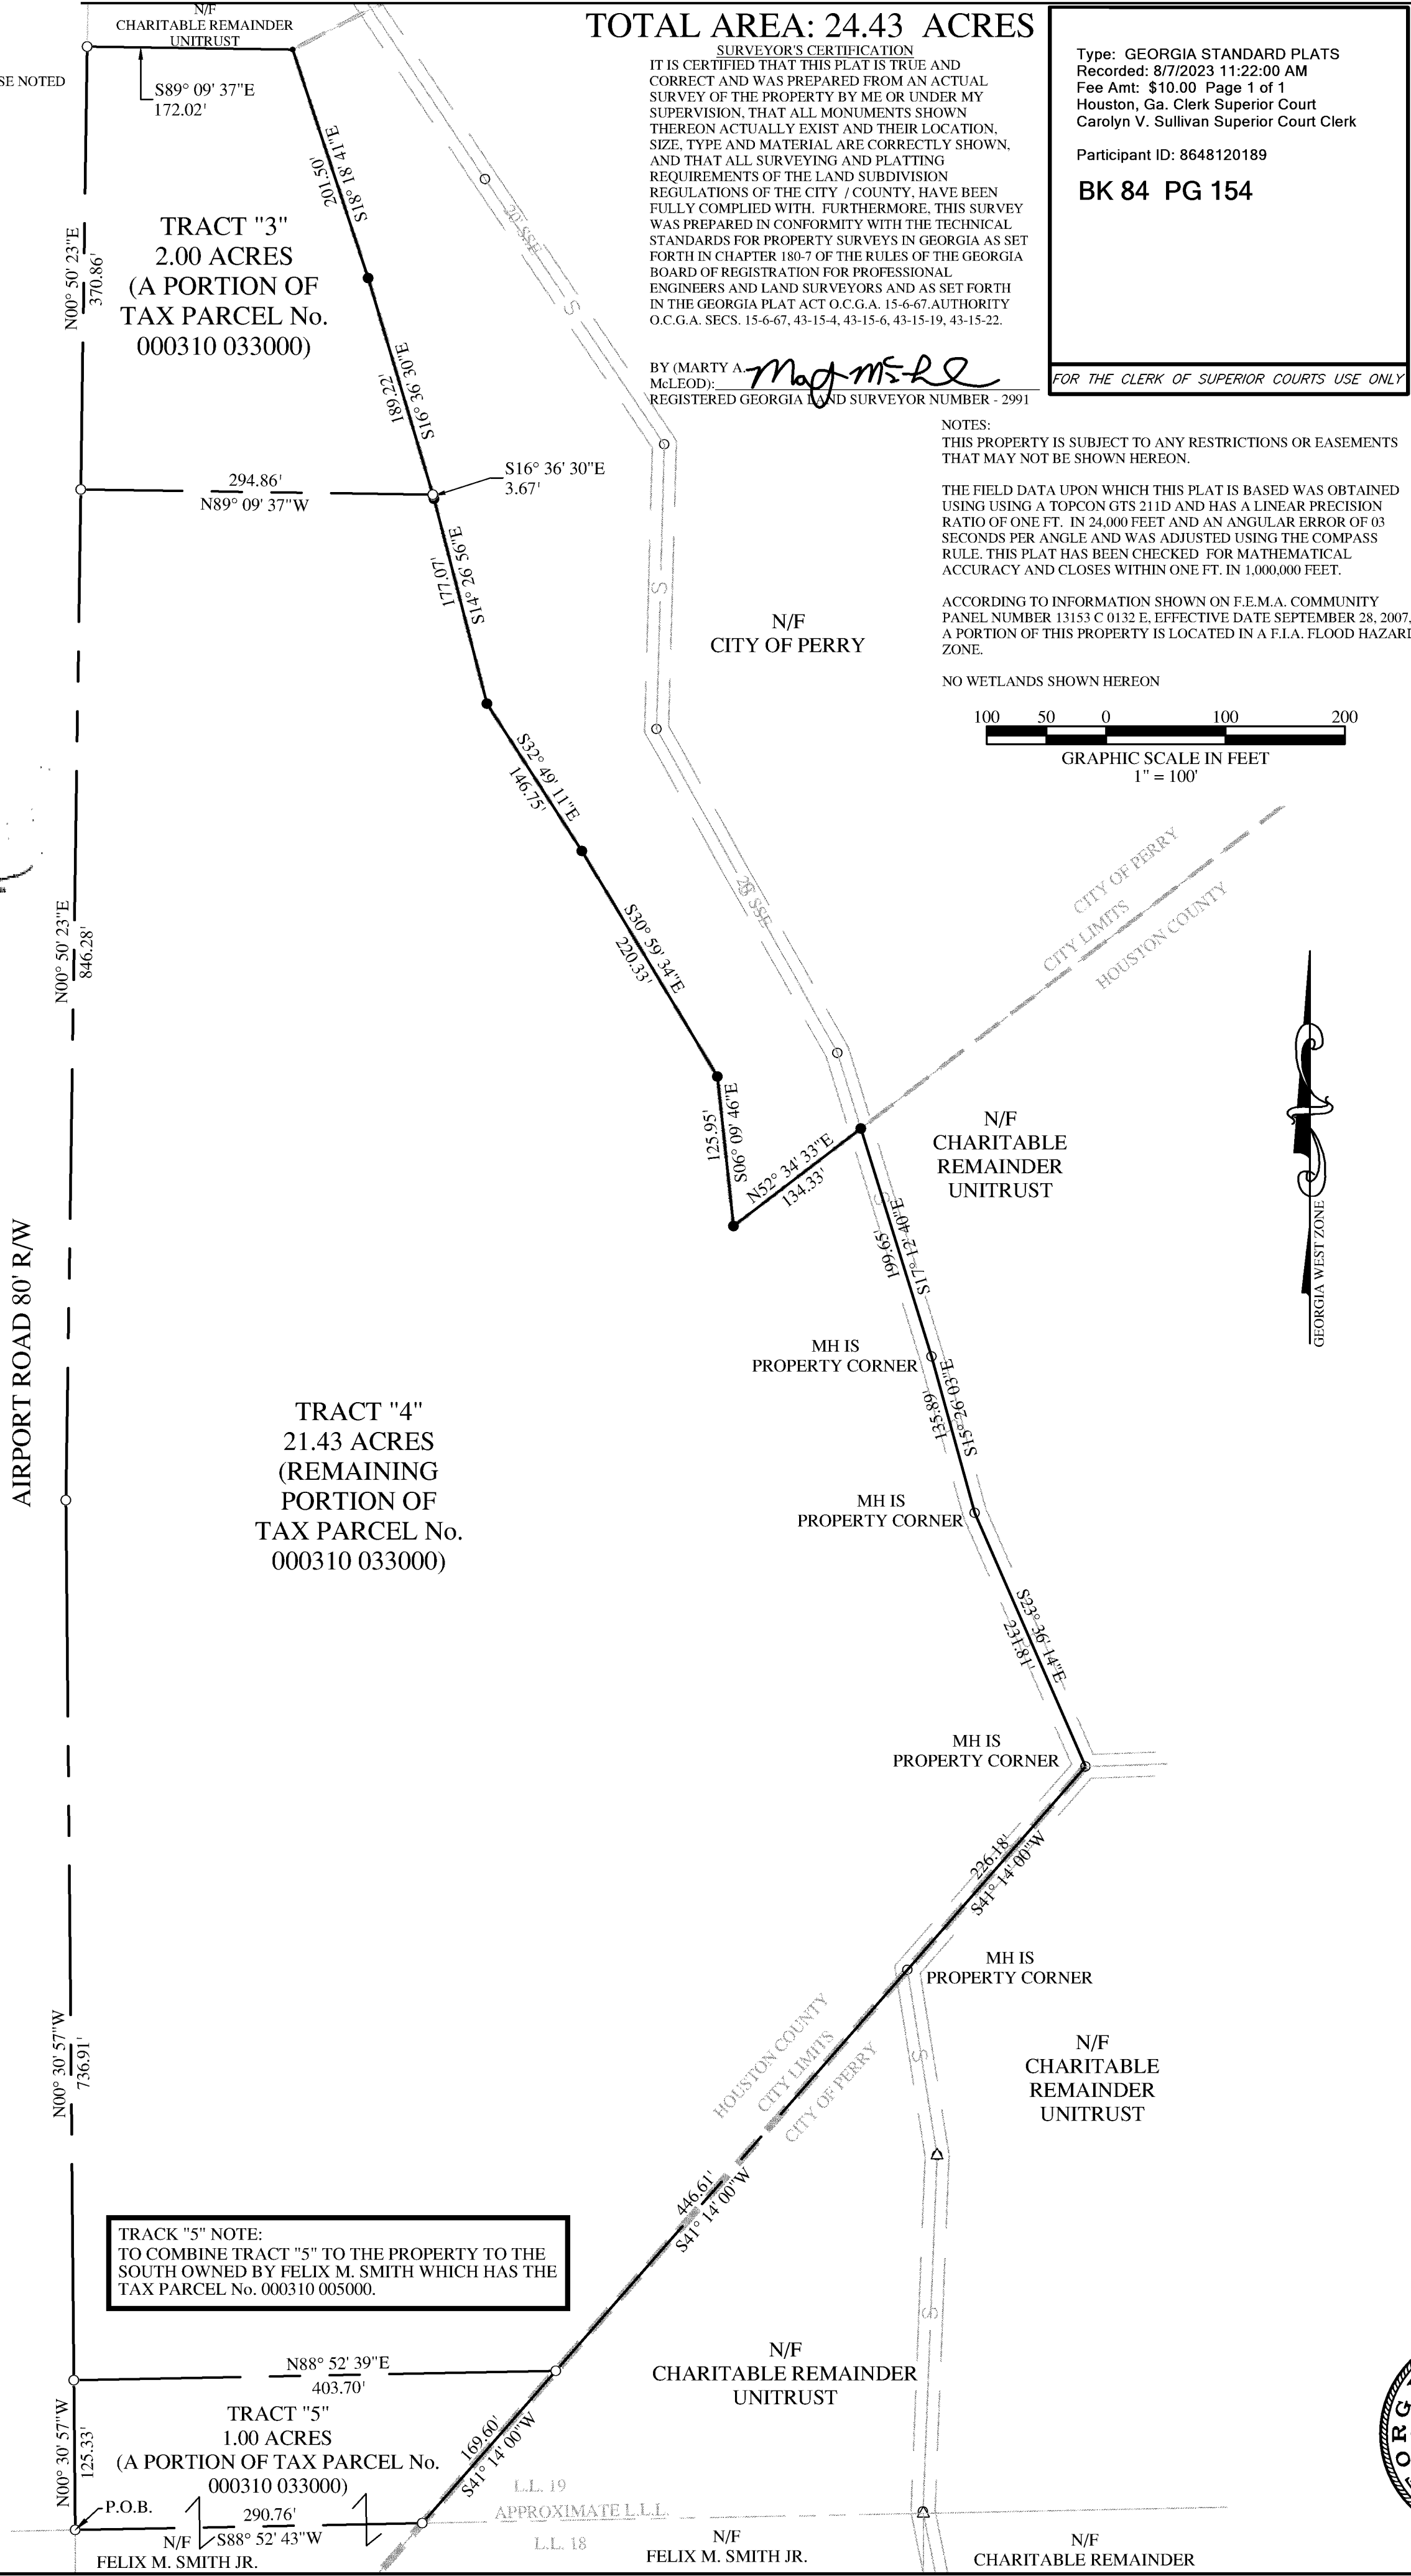 N/F
CHARITABLE REMAINDER
UNITRUST
SE NOTED
S89° 09' 37"E
172.02'
TOTAL AREA: 24.43 ACRES
SURVEYOR'S CERTIFICATION
IT IS CERTIFIED THAT THIS PLAT IS TRUE AND
CORRECT AND WAS PREPARED FROM AN ACTUAL
SURVEY OF THE PROPERTY BY ME OR UNDER MY
SUPERVISION, THAT ALL MONUMENTS SHOWN
THEREON ACTUALLY EXIST AND THEIR LOCATION,
SIZE, TYPE AND MATERIAL ARE CORRECTLY SHOWN,
AND THAT ALL SURVEYING AND PLATTING
REQUIREMENTS OF THE LAND SUBDIVISION
REGULATIONS OF THE CITY / COUNTY, HAVE BEEN
FULLY COMPLIED WITH. FURTHERMORE, THIS SURVEY
WAS PREPARED IN CONFORMITY WITH THE TECHNICAL
STANDARDS FOR PROPERTY SURVEYS IN GEORGIA AS SET
FORTH IN CHAPTER 180-7 OF THE RULES OF THE GEORGIA
BOARD OF REGISTRATION FOR PROFESSIONAL
ENGINEERS AND LAND SURVEYORS AND AS SET FORTH
IN THE GEORGIA PLAT ACT O.C.G.A. 15-6-67.AUTHORITY
O.C.G.A. SECS. 15-6-67, 43-15-4, 43-15-6, 43-15-19, 43-15-22.
BY (MARTY A.
McLEOD):
REGISTERED GEORGIA LAND SURVEYOR NUMBER - 2991
Type: GEORGIA STANDARD PLATS
Recorded: 8/7/2023 11:22:00 AM
Fee Amt: $10.00 Page 1 of 1
Houston, Ga. Clerk Superior Court
Carolyn V. Sullivan Superior Court Clerk
Participant ID: 8648120189
BK 84 PG 154
FOR THE CLERK OF SUPERIOR COURTS USE ONLY
NOTES:
THIS PROPERTY IS SUBJECT TO ANY RESTRICTIONS OR EASEMENTS
THAT MAY NOT BE SHOWN HEREON.
THE FIELD DATA UPON WHICH THIS PLAT IS BASED WAS OBTAINED
USING USING A TOPCON GTS 211D AND HAS A LINEAR PRECISION
RATIO OF ONE FT. IN 24,000 FEET AND AN ANGULAR ERROR OF 03
SECONDS PER ANGLE AND WAS ADJUSTED USING THE COMPASS
RULE. THIS PLAT HAS BEEN CHECKED FOR MATHEMATICAL
ACCURACY AND CLOSES WITHIN ONE FT. IN 1,000,000 FEET.
ACCORDING TO INFORMATION SHOWN ON F.E.M.A. COMMUNITY
PANEL NUMBER 13153 C 0132 E, EFFECTIVE DATE SEPTEMBER 28, 2007,
A PORTION OF THIS PROPERTY IS LOCATED IN A F.I.A. FLOOD HAZARD
ZONE.
NO WETLANDS SHOWN HEREON
100 50 0 100 200
GRAPHIC SCALE IN FEET
1" = 100'
S18° 18' 41"E
201.50'
20' SSE
S
TRACT "3"
2.00 ACRES
(A PORTION OF
TAX PARCEL No.
000310 033000)
N00° 50' 23"E
370.86'
S16° 36' 30"E
189.22'
S16° 36' 30"E
3.67'
294.86'
N89° 09' 37"W
S14° 26' 56"E
177.07'
S
N/F
CITY OF PERRY
S32° 49' 11"E
146.75'
20' SSE
CITY OF PERRY
CITY LIMITS
HOUSTON COUNTY
N00° 50' 23"E
846.28'
S30° 59' 34"E
220.33'
S06° 09' 46"E
125.95'
N52° 34' 33"E
134.33'
N/F
CHARITABLE
REMAINDER
UNITRUST
GEORGIA WEST ZONE
S
S17° 12' 40"E
199.65'
AIRPORT ROAD 80' R/W
MH IS
PROPERTY CORNER
S15° 26' 03"E
135.89'
TRACT "4"
21.43 ACRES
(REMAINING
PORTION OF
TAX PARCEL No.
000310 033000)
MH IS
PROPERTY CORNER
S23° 36' 14"E
231.81'
MH IS
PROPERTY CORNER
226.18'
S41° 14' 00"W
MH IS
PROPERTY CORNER
HOUSTON COUNTY
CITY LIMITS
CITY OF PERRY
S
N/F
CHARITABLE
REMAINDER
UNITRUST
N00° 30' 57"W
736.91'
446.61'
S41° 14' 00"W
TRACK "5" NOTE:
TO COMBINE TRACT "5" TO THE PROPERTY TO THE
SOUTH OWNED BY FELIX M. SMITH WHICH HAS THE
TAX PARCEL No. 000310 005000.
S
N88° 52' 39"E
403.70'
N/F
CHARITABLE REMAINDER
UNITRUST
TRACT "5"
1.00 ACRES
(A PORTION OF TAX PARCEL No.
000310 033000)
N00° 30' 57"W
125.33'
169.60'
S41° 14' 00"W
P.O.B.
290.76'
S88° 52' 43"W
L.L. 19
APPROXIMATE L.L.L.
L.L. 18
N/F
FELIX M. SMITH JR.
N/F
FELIX M. SMITH JR.
N/F
CHARITABLE REMAINDER
ORG